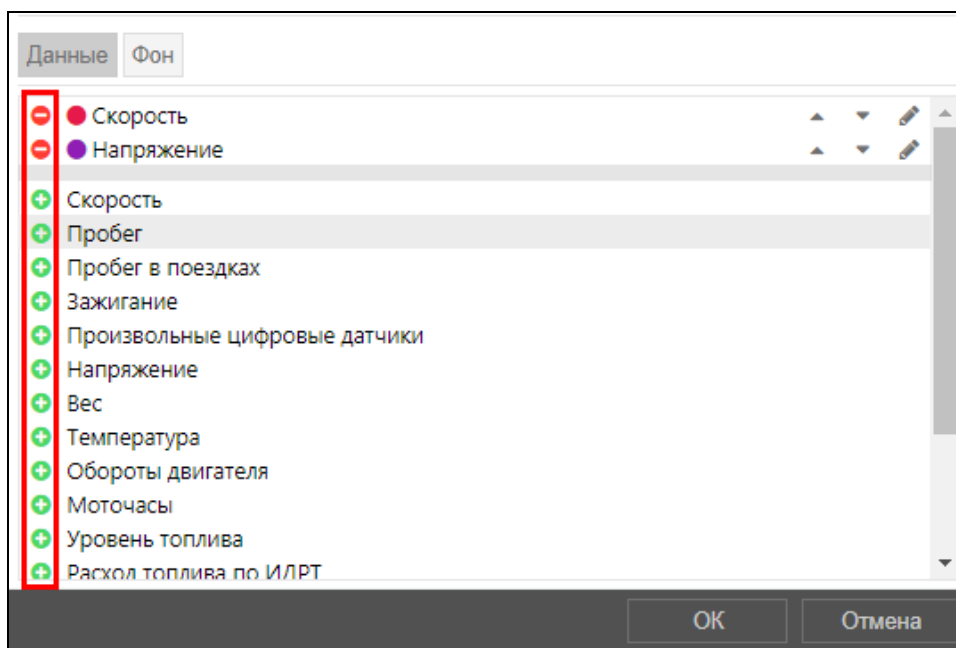 Данные Фон
Скорость
Напряжение
Скорость
Пробег
Пробег в поездках
Зажигание
Произвольные цифровые датчики
Напряжение
Вес
Температура
Обороты двигателя
Моточасы
Уровень топлива
Расход топлива по ИДРТ
ОК Отмена